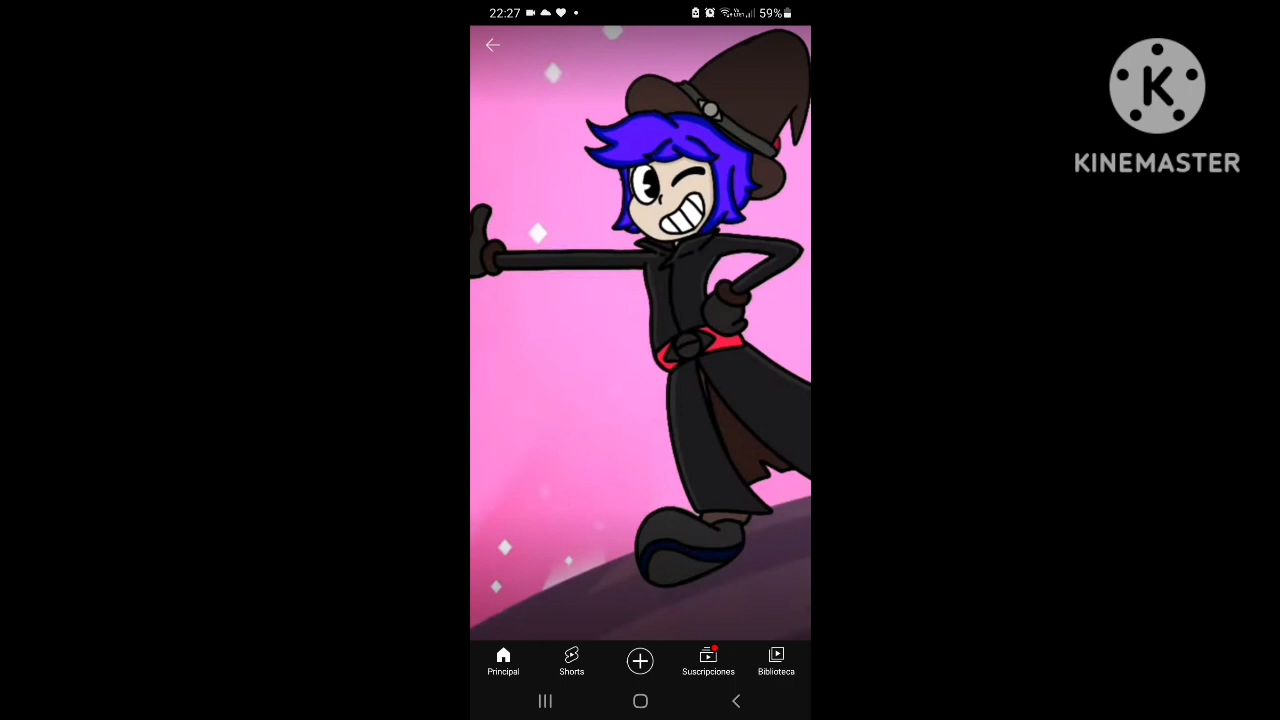 22:27
59%
K
KINEMASTER
Principal
Shorts
Suscripciones
Biblioteca